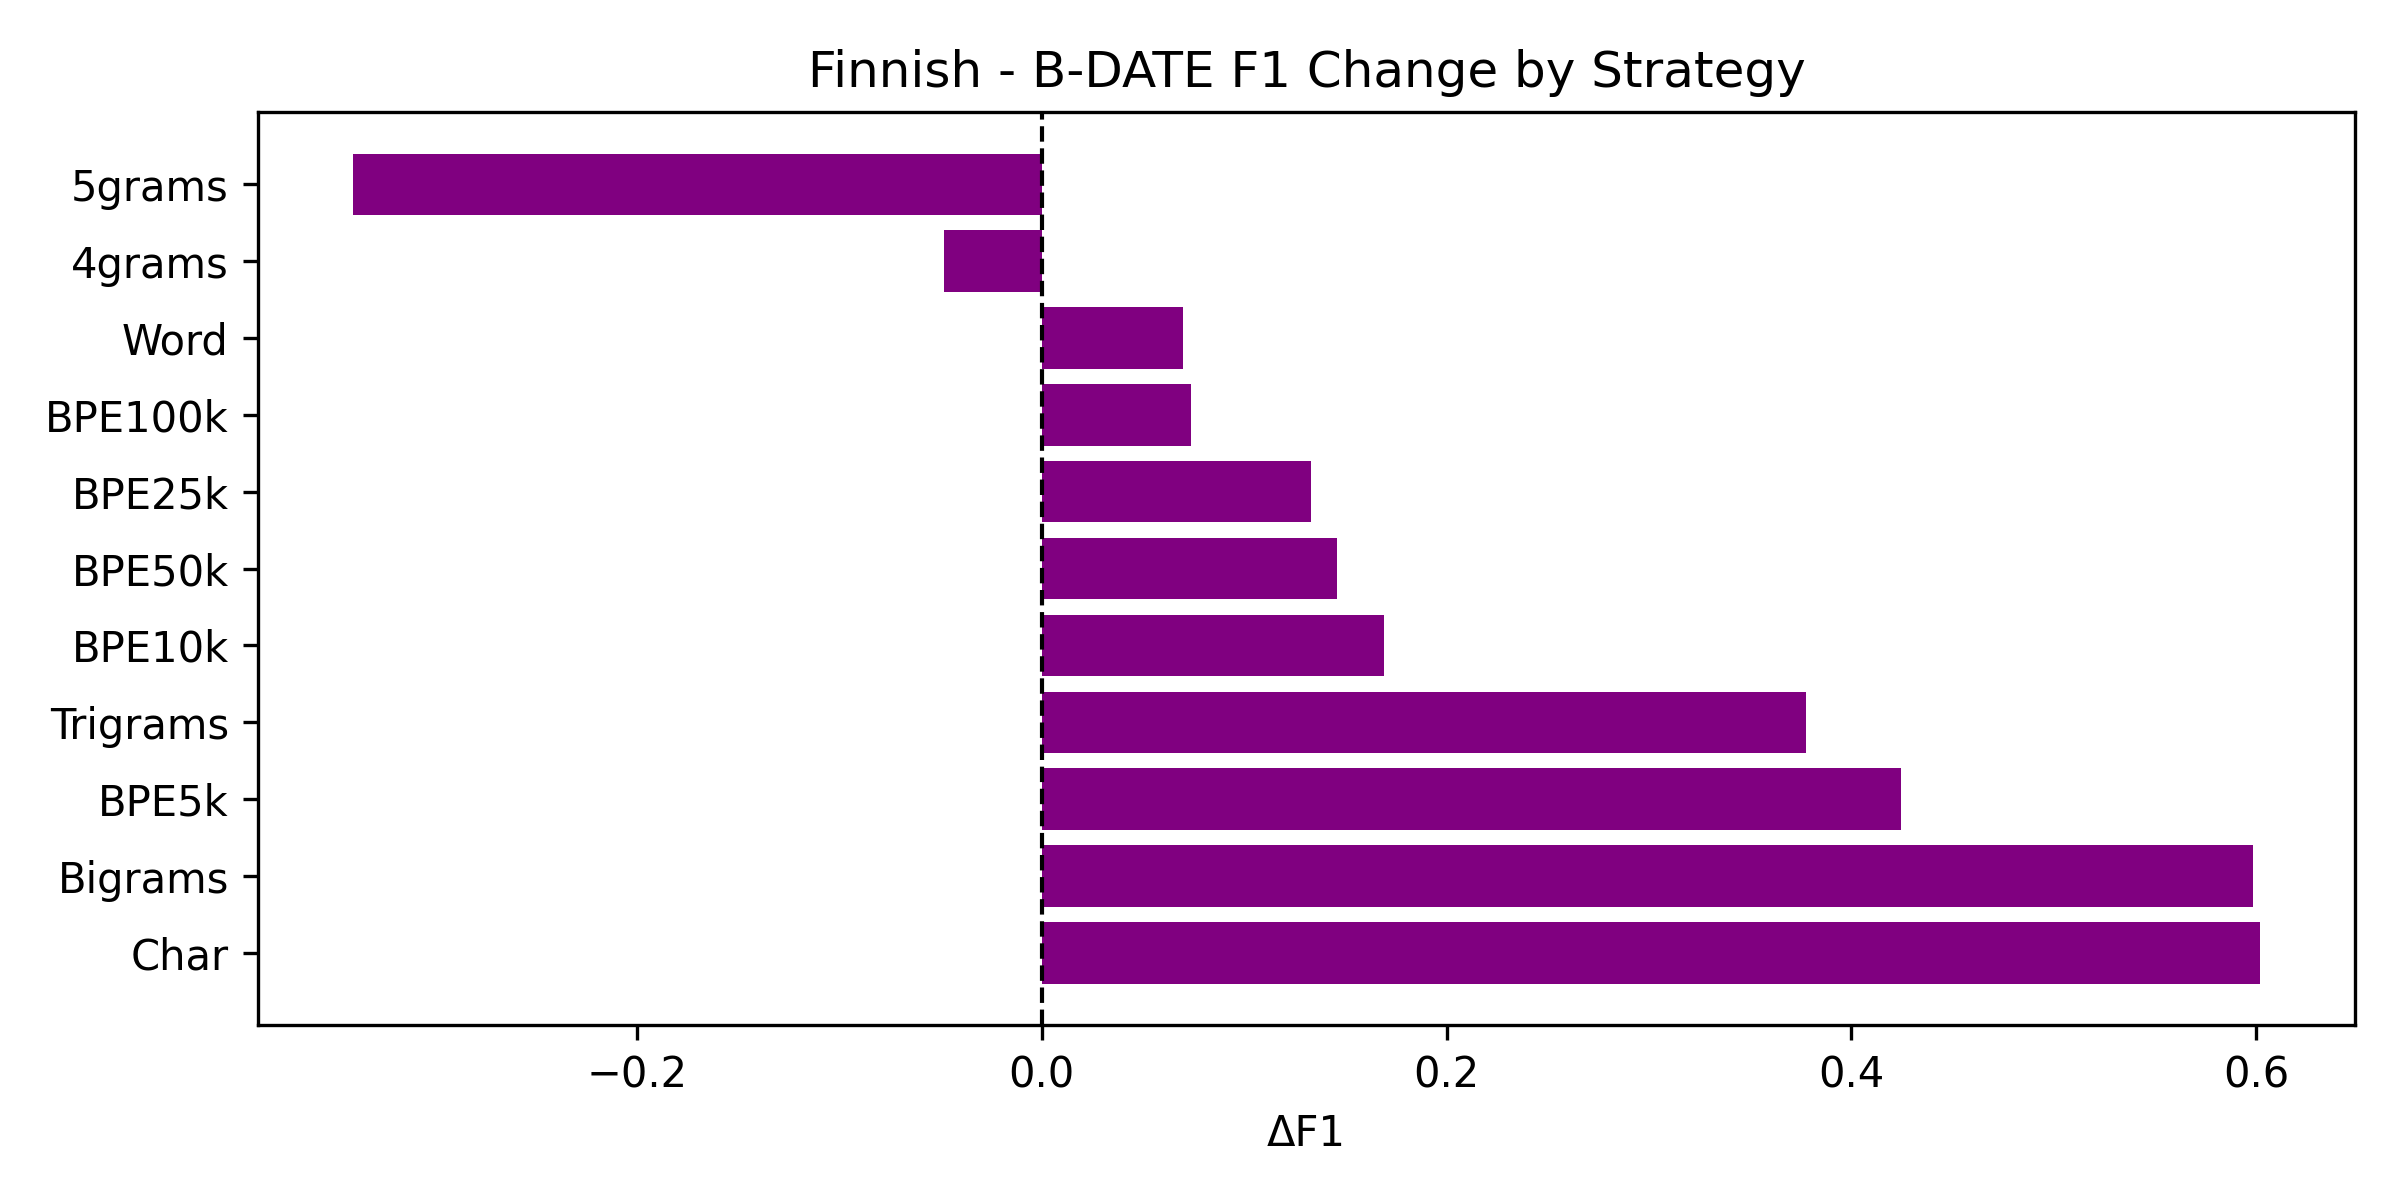 Finnish - B-DATE F1 Change by Strategy
5grams
4grams
Word
BPE100k
BPE25k
BPE50k
BPE10k
Trigrams
BPE5k
Bigrams
Char
−0.2 0.0 0.2 0.4 0.6
ΔF1